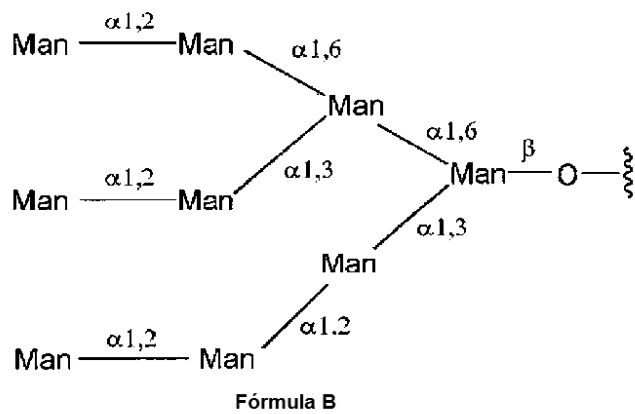 α1,2
Man Man α1,6
Man α1,6
β
α1,2 α1,3 Man O
Man Man
α1,3
Man
α1,2 α1.2
Man Man
Fórmula B